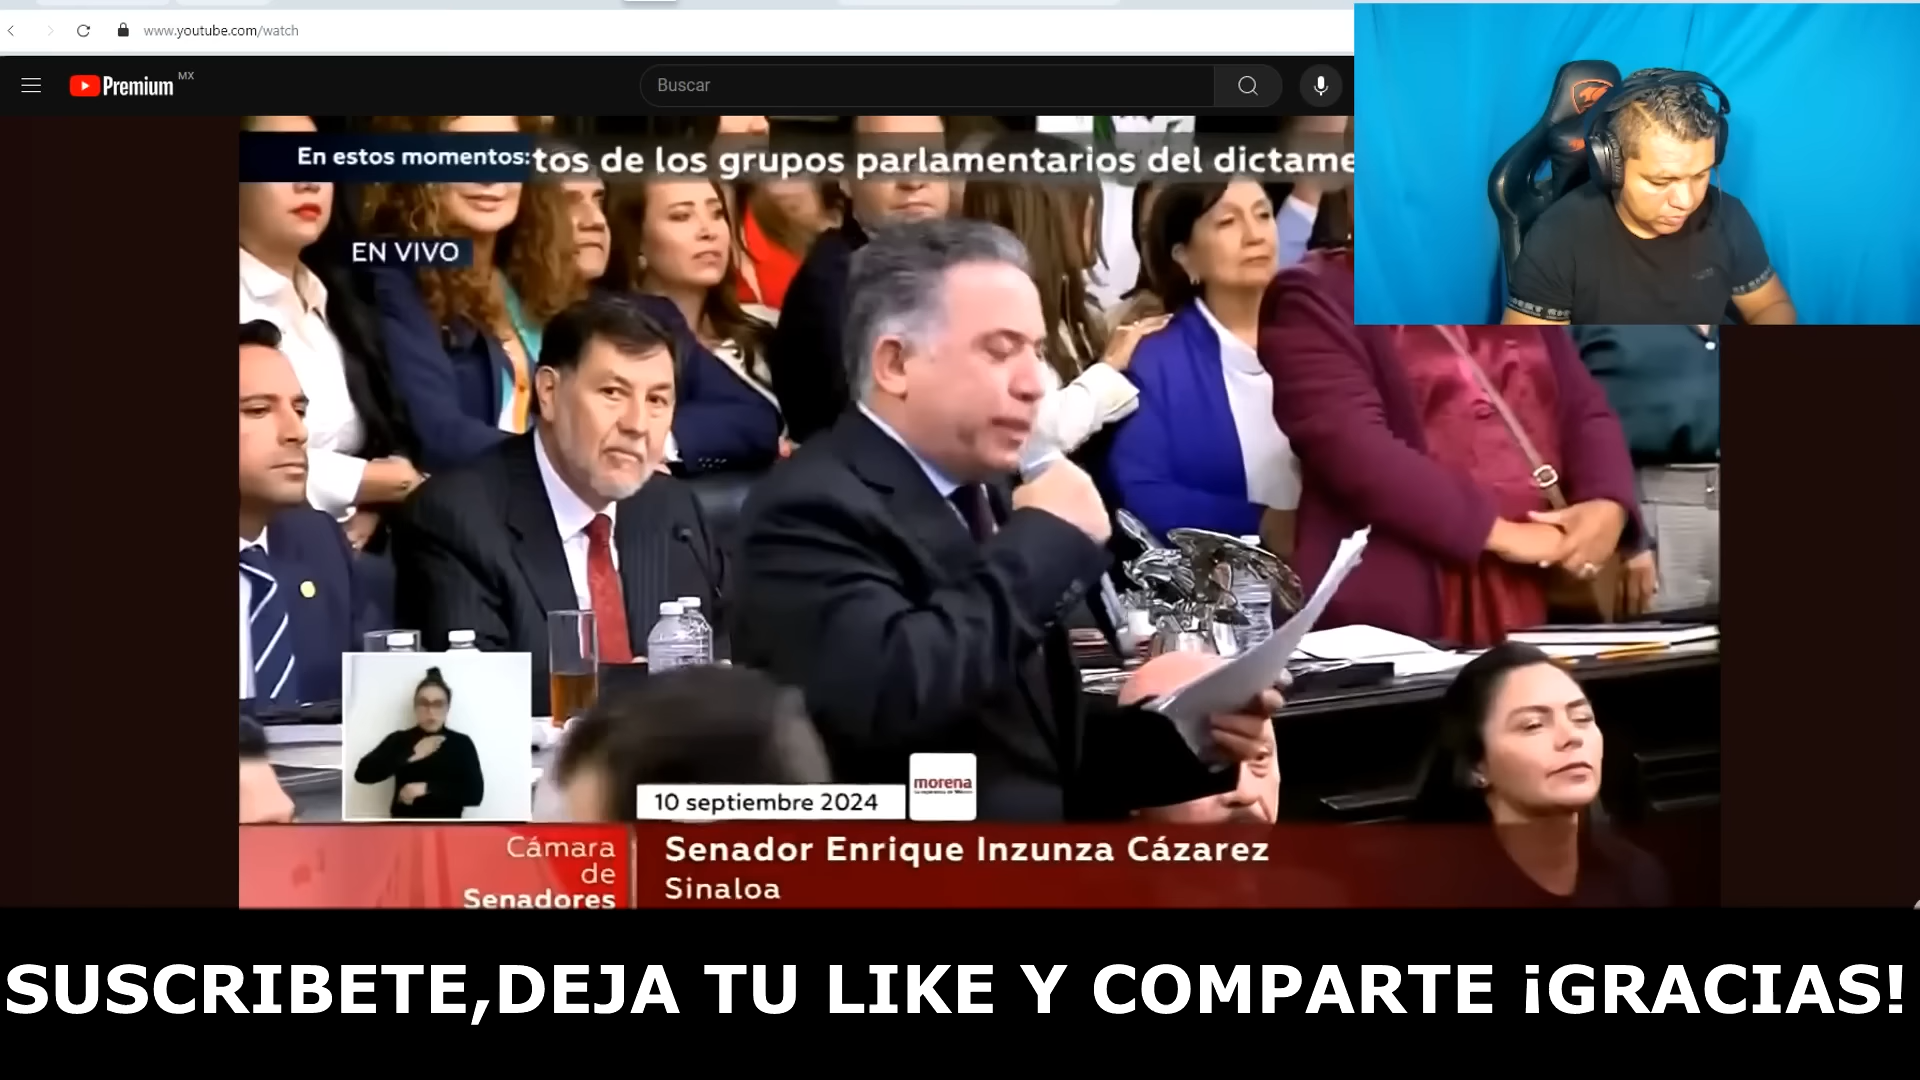 www.youtube.com/watch
Premium MX
Buscar
En estos momentos: tos de los grupos parlamentarios del dictame
EN VIVO
10 septiembre 2024
morena
Cámara
de
Senadores
Senador Enrique Inzunza Cázarez
Sinaloa
SUSCRIBETE,DEJA TU LIKE Y COMPARTE ¡GRACIAS!